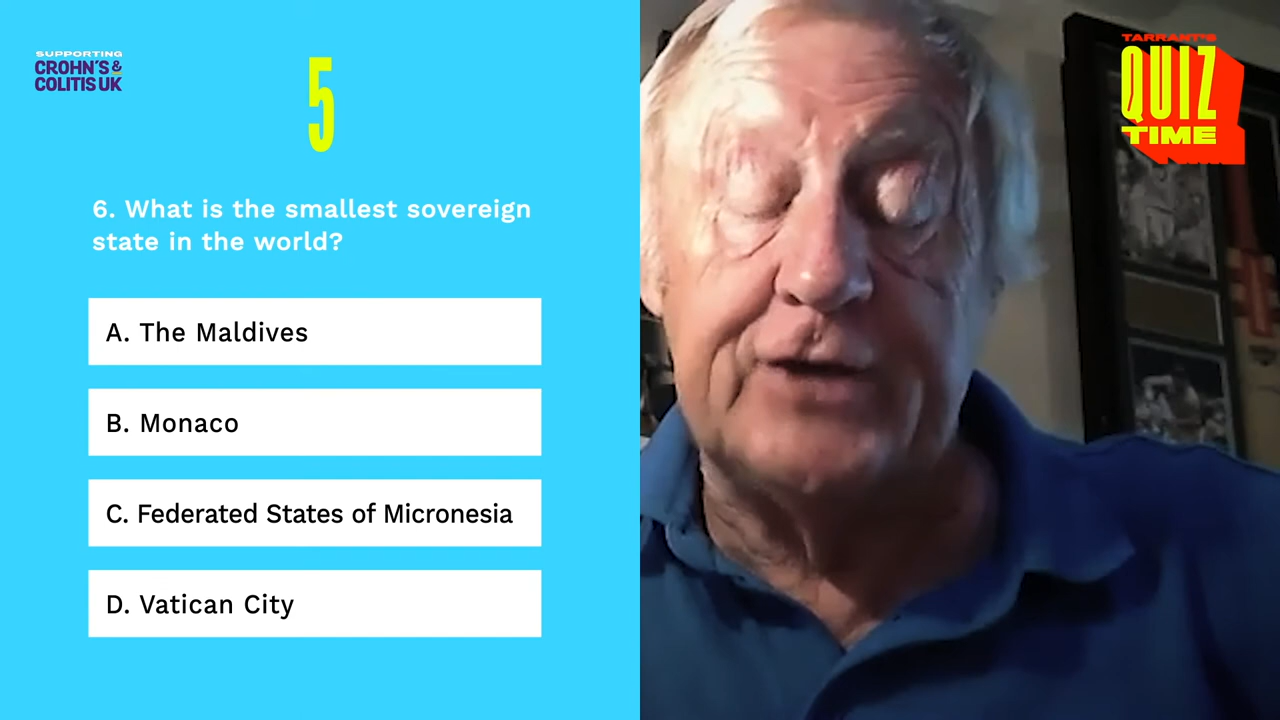 SUPPORTING
CROHN'S &
COLITIS UK
5
6. What is the smallest sovereign
state in the world?
A. The Maldives
B. Monaco
C. Federated States of Micronesia
D. Vatican City
TARRANT'S
QUIZ
TIME